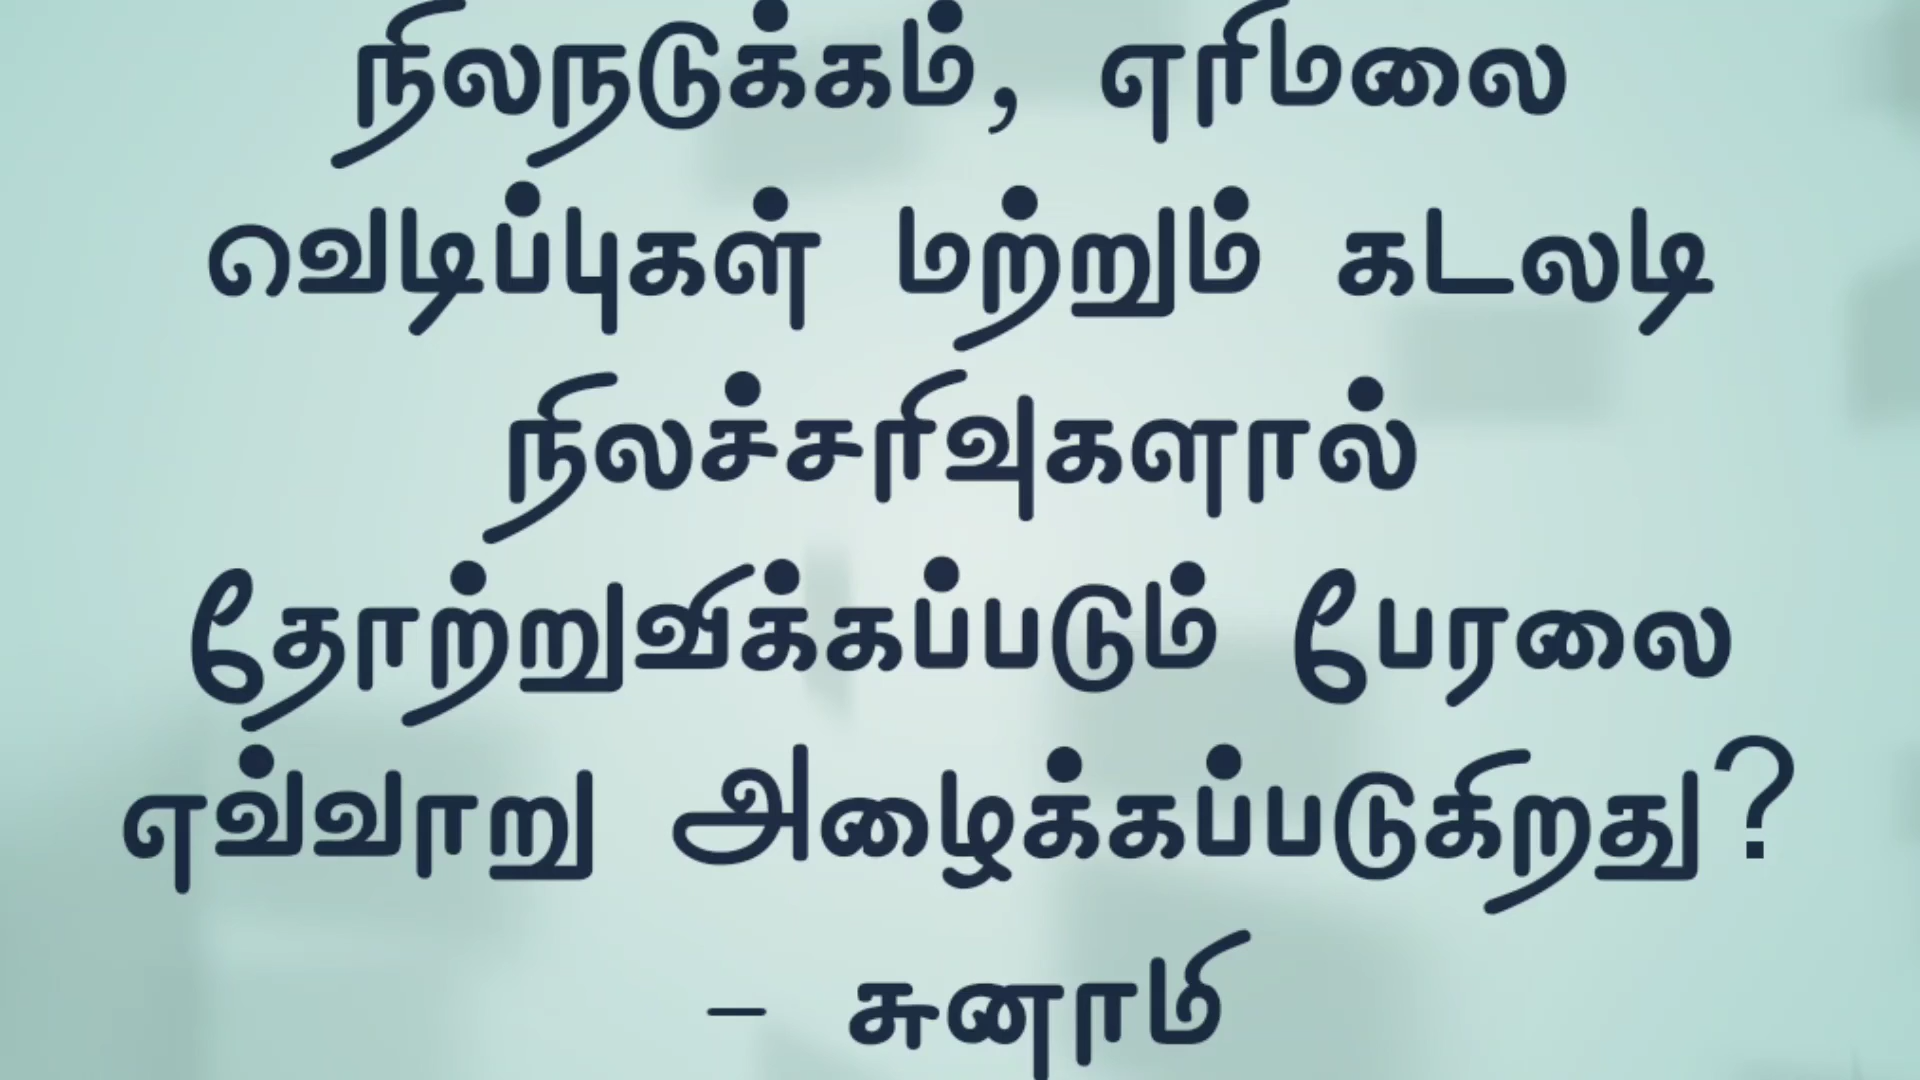 நிலநடுக்கம், எரிமலை
வெடிப்புகள் மற்றும் கடலடி
நிலச்சரிவுகளால்
தோற்றுவிக்கப்படும் பேரலை
எவ்வாறு அழைக்கப்படுகிறது?
– சுனாமி